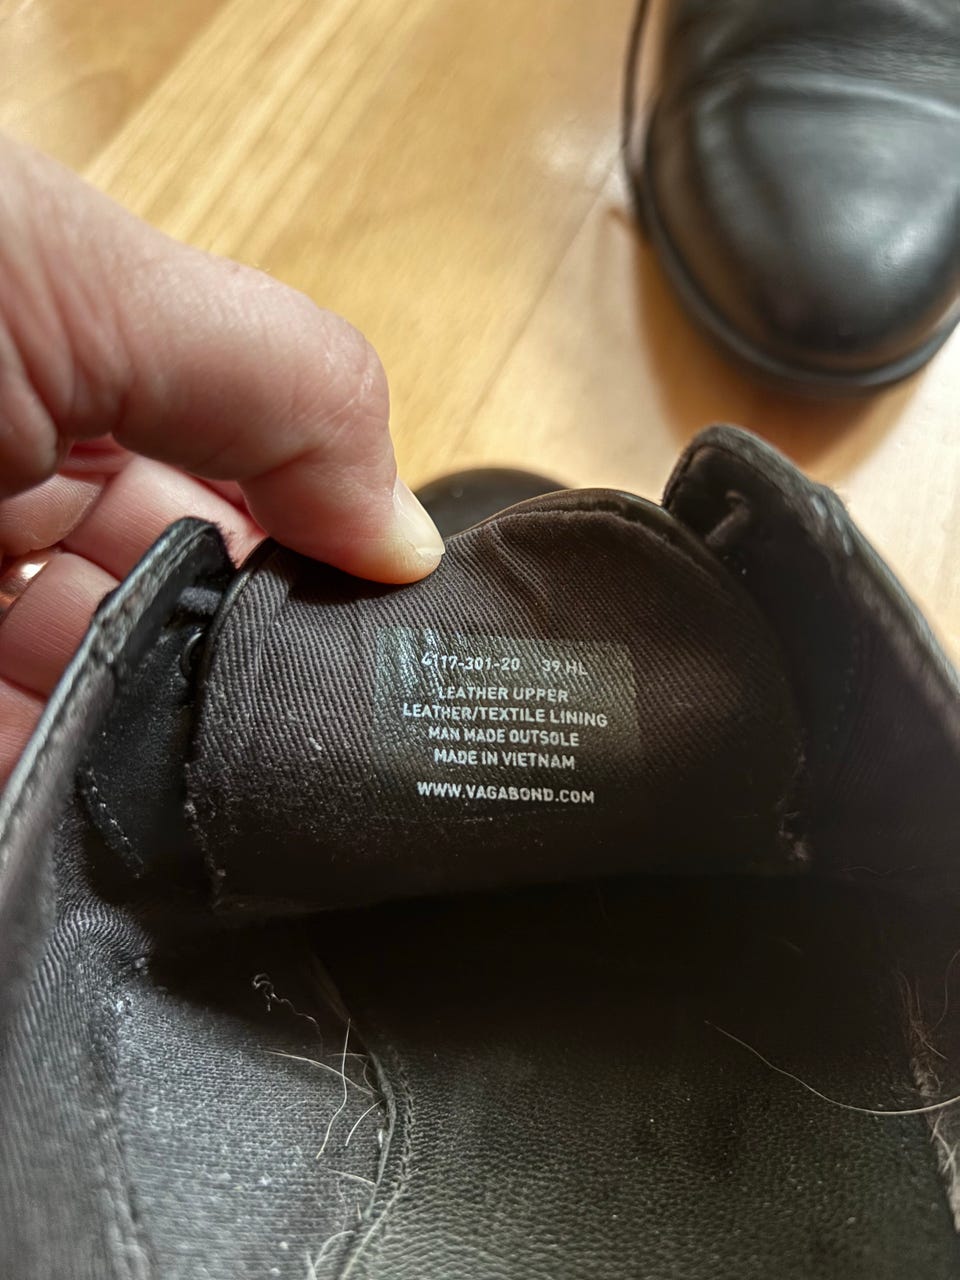 4117-301-20 39 HL
LEATHER UPPER
LEATHER/TEXTILE LINING
MAN MADE OUTSOLE
MADE IN VIETNAM
WWW.VAGABOND.COM